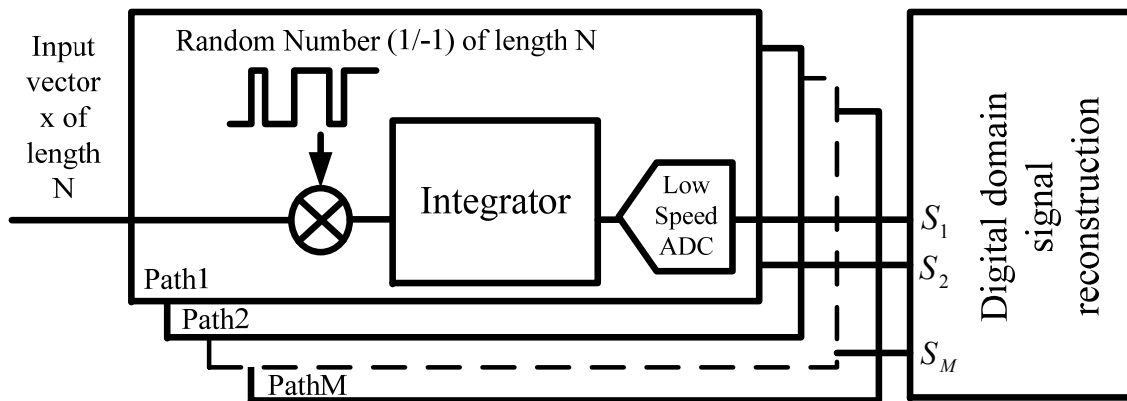 Input
vector
x of
length
N
Random Number (1/-1) of length N
Integrator
Low
Speed
ADC
Path1
Path2
PathM
S1
S2
SM
Digital domain
signal
reconstruction